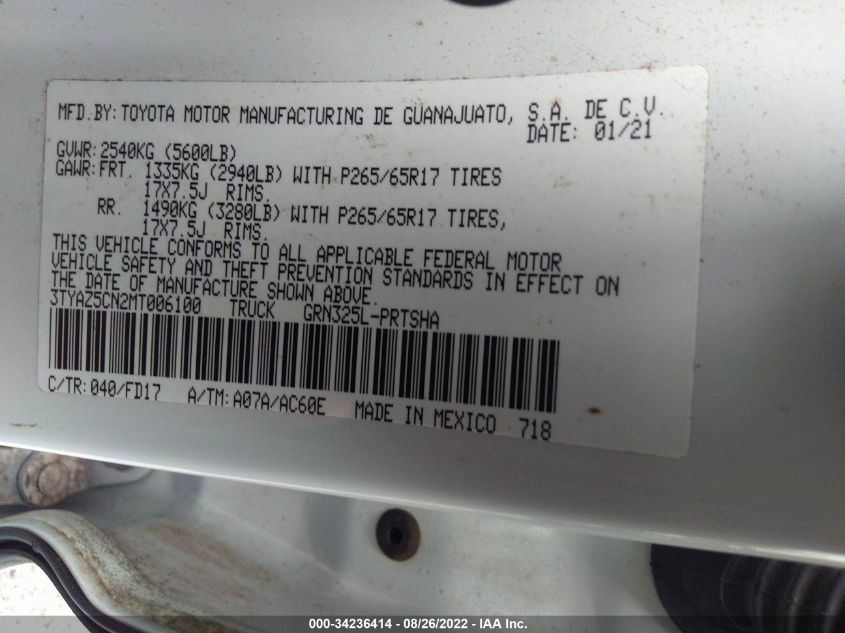 MFD.BY: TOYOTA MOTOR MANUFACTURING DE GUANAJUATO, S.A. DE C.V.
DATE: 01/21
GVWR: 2540KG (5600LB)
GAWR: FRT. 1335KG (2940LB) WITH P265/65R17 TIRES
17X7.5J RIMS.
RR. 1490KG (3280LB) WITH P265/65R17 TIRES,
17X7.5J RIMS.
THIS VEHICLE CONFORMS TO ALL APPLICABLE FEDERAL MOTOR
VEHICLE SAFETY AND THEFT PREVENTION STANDARDS IN EFFECT ON
THE DATE OF MANUFACTURE SHOWN ABOVE.
3TYAZ5CN2MT006100 TRUCK GRN325L-PRTSHA
C/TR: 040/FD17 A/TM: A07A/AC60E MADE IN MEXICO 718
000-34236414 - 08/26/2022 - IAA Inc.